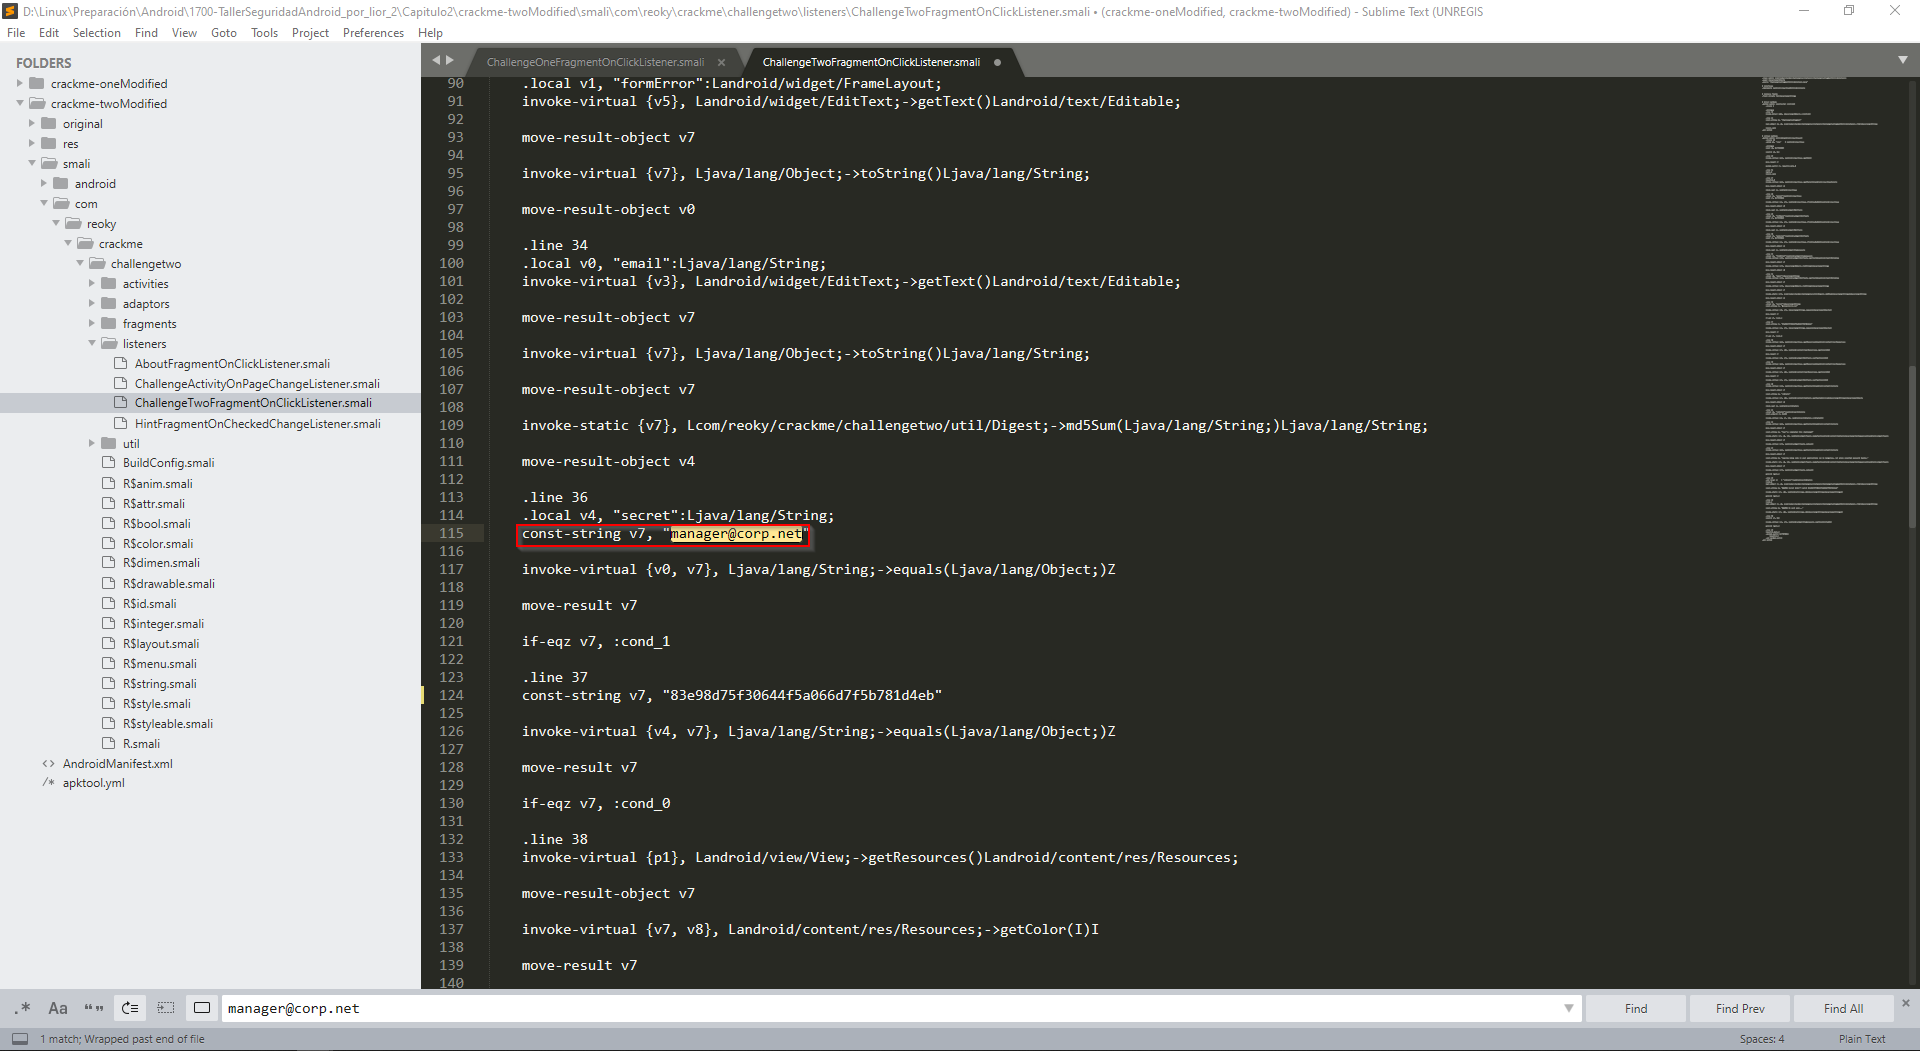 D:\Linux\Preparación\Android\1700-TallerSeguridadAndroid_por_lior_2\Capitulo2\crackme-twoModified\smali\com\reoky\crackme\challengetwo\listeners\ChallengeTwoFragmentOnClickListener.smali • (crackme-oneModified, crackme-twoModified) - Sublime Text (UNREGIS
File Edit Selection Find View Goto Tools Project Preferences Help
FOLDERS
crackme-oneModified
crackme-twoModified
original
res
smali
android
com
reoky
crackme
challengetwo
activities
adaptors
fragments
listeners
AboutFragmentOnClickListener.smali
ChallengeActivityOnPageChangeListener.smali
ChallengeTwoFragmentOnClickListener.smali
HintFragmentOnCheckedChangeListener.smali
util
BuildConfig.smali
R$anim.smali
R$attr.smali
R$bool.smali
R$color.smali
R$dimen.smali
R$drawable.smali
R$id.smali
R$integer.smali
R$layout.smali
R$menu.smali
R$string.smali
R$style.smali
R$styleable.smali
R.smali
<> AndroidManifest.xml
/* apktool.yml
ChallengeOneFragmentOnClickListener.smali × ChallengeTwoFragmentOnClickListener.smali
90 .local v1, "formError":Landroid/widget/FrameLayout;
91 invoke-virtual {v5}, Landroid/widget/EditText;->getText()Landroid/text/Editable;
92
93 move-result-object v7
94
95 invoke-virtual {v7}, Ljava/lang/Object;->toString()Ljava/lang/String;
96
97 move-result-object v0
98
99 .line 34
100 .local v0, "email":Ljava/lang/String;
101 invoke-virtual {v3}, Landroid/widget/EditText;->getText()Landroid/text/Editable;
102
103 move-result-object v7
104
105 invoke-virtual {v7}, Ljava/lang/Object;->toString()Ljava/lang/String;
106
107 move-result-object v7
108
109 invoke-static {v7}, Lcom/reoky/crackme/challengetwo/util/Digest;->md5Sum(Ljava/lang/String;)Ljava/lang/String;
110
111 move-result-object v4
112
113 .line 36
114 .local v4, "secret":Ljava/lang/String;
115 const-string v7, "manager@corp.net"
116
117 invoke-virtual {v0, v7}, Ljava/lang/String;->equals(Ljava/lang/Object;)Z
118
119 move-result v7
120
121 if-eqz v7, :cond_1
122
123 .line 37
124 const-string v7, "83e98d75f30644f5a066d7f5b781d4eb"
125
126 invoke-virtual {v4, v7}, Ljava/lang/String;->equals(Ljava/lang/Object;)Z
127
128 move-result v7
129
130 if-eqz v7, :cond_0
131
132 .line 38
133 invoke-virtual {p1}, Landroid/view/View;->getResources()Landroid/content/res/Resources;
134
135 move-result-object v7
136
137 invoke-virtual {v7, v8}, Landroid/content/res/Resources;->getColor(I)I
138
139 move-result v7
140
.* Aa “” manager@corp.net Find Find Prev Find All ×
1 match; Wrapped past end of file Spaces: 4 Plain Text